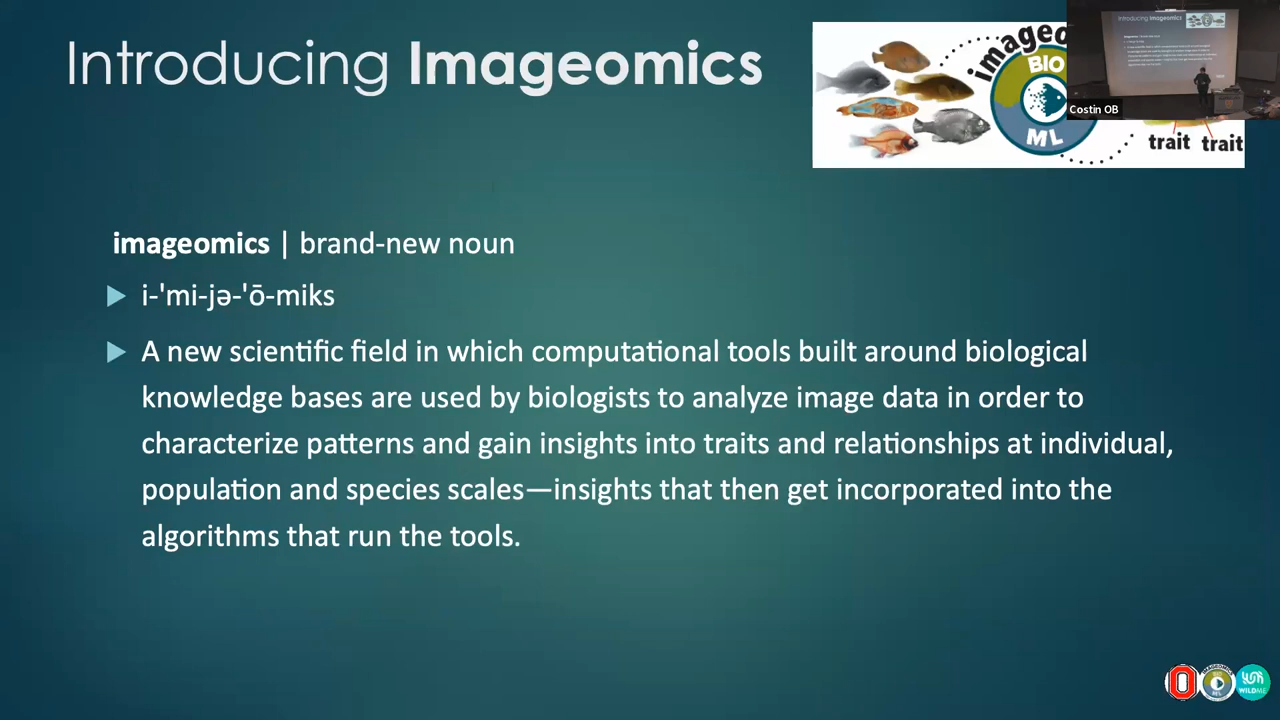 Introducing Imageomics
imageo
BIO
ML
trait trait
Costin OB
imageomics | brand-new noun
i-'mi-jə-'ō-miks
A new scientific field in which computational tools built around biological
knowledge bases are used by biologists to analyze image data in order to
characterize patterns and gain insights into traits and relationships at individual,
population and species scales—insights that then get incorporated into the
algorithms that run the tools.
WILDME